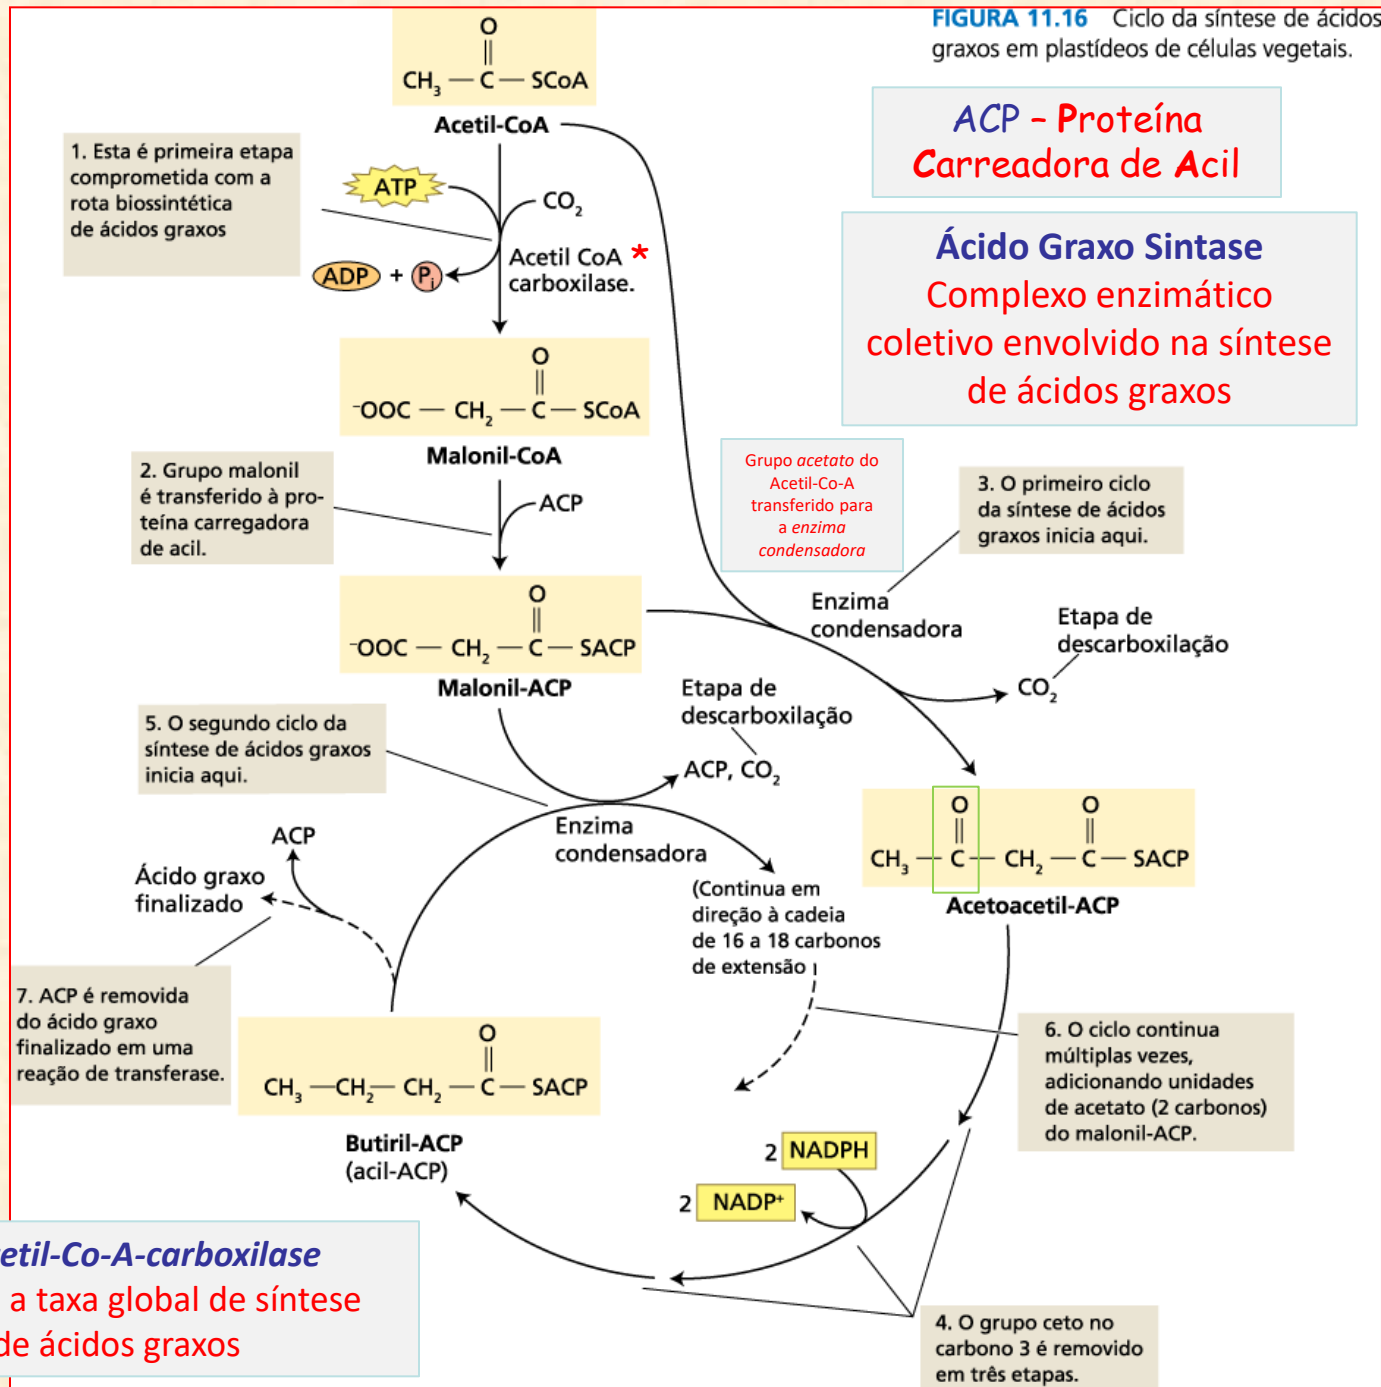 FIGURA 11.16 Ciclo da síntese de ácidos
graxos em plastídeos de células vegetais.
O
CH₃ — C — SCoA
Acetil-CoA
ACP – Proteína
Carreadora de Acil
1. Esta é primeira etapa
comprometida com a
rota biossintética
de ácidos graxos
ATP
CO₂
ADP + Pi
Acetil CoA *
carboxilase.
Ácido Graxo Sintase
Complexo enzimático
coletivo envolvido na síntese
de ácidos graxos
O
⁻OOC — CH₂ — C — SCoA
Malonil-CoA
2. Grupo malonil
é transferido à pro-
teína carregadora
de acil.
ACP
Grupo acetato do
Acetil-Co-A
transferido para
a enzima
condensadora
3. O primeiro ciclo
da síntese de ácidos
graxos inicia aqui.
O
⁻OOC — CH₂ — C — SACP
Malonil-ACP
Enzima
condensadora
Etapa de
descarboxilação
CO₂
5. O segundo ciclo da
síntese de ácidos graxos
inicia aqui.
Etapa de
descarboxilação
ACP, CO₂
Enzima
condensadora
O O
CH₃ — C — CH₂ — C — SACP
Acetoacetil-ACP
ACP
Ácido graxo
finalizado
(Continua em
direção à cadeia
de 16 a 18 carbonos
de extensão
7. ACP é removida
do ácido graxo
finalizado em uma
reação de transferase.
O
CH₃ —CH₂— CH₂ — C — SACP
Butiril-ACP
(acil-ACP)
6. O ciclo continua
múltiplas vezes,
adicionando unidades
de acetato (2 carbonos)
do malonil-ACP.
2 NADPH
2 NADP⁺
etil-Co-A-carboxilase
a taxa global de síntese
de ácidos graxos
4. O grupo ceto no
carbono 3 é removido
em três etapas.